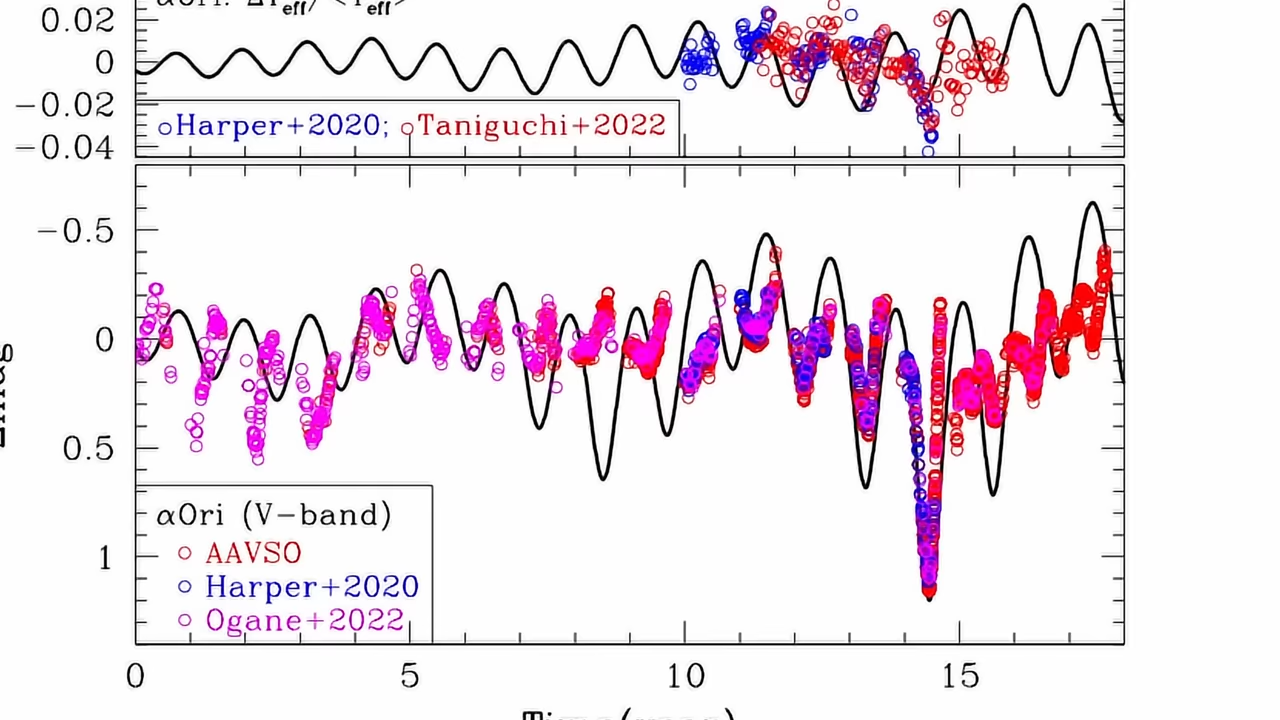 αOri:
0.02
0
−0.02
−0.04
Harper+2020; Taniguchi+2022
−0.5
0
0.5
1
αOri (V-band)
AAVSO
Harper+2020
Ogane+2022
0 5 10 15